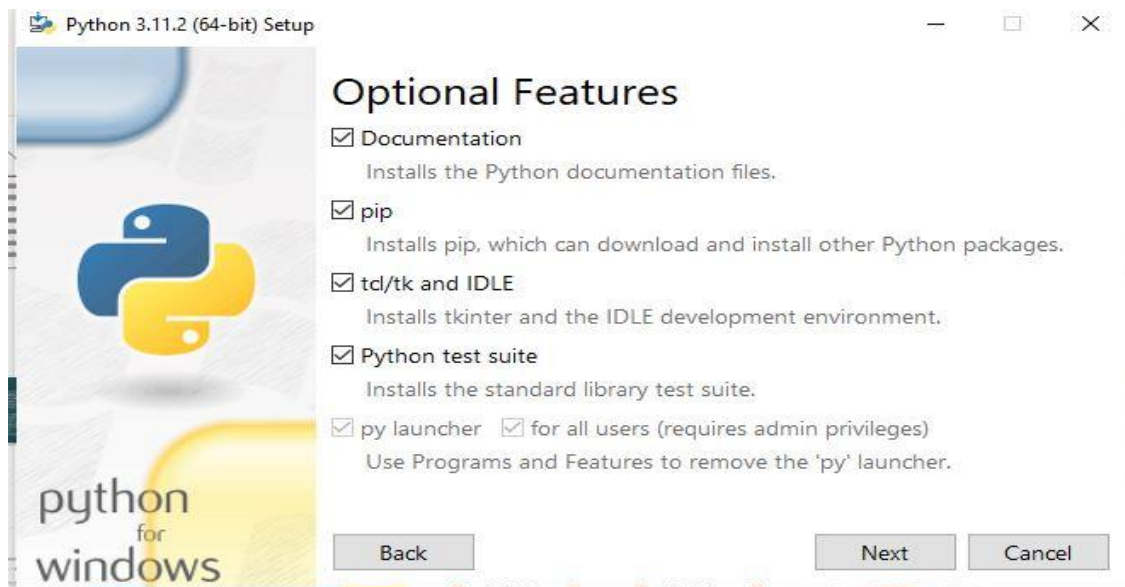 Python 3.11.2 (64-bit) Setup
Optional Features
Documentation
Installs the Python documentation files.
pip
Installs pip, which can download and install other Python packages.
tcl/tk and IDLE
Installs tkinter and the IDLE development environment.
Python test suite
Installs the standard library test suite.
py launcher for all users (requires admin privileges)
Use Programs and Features to remove the 'py' launcher.
python
for
windows
Back Next Cancel